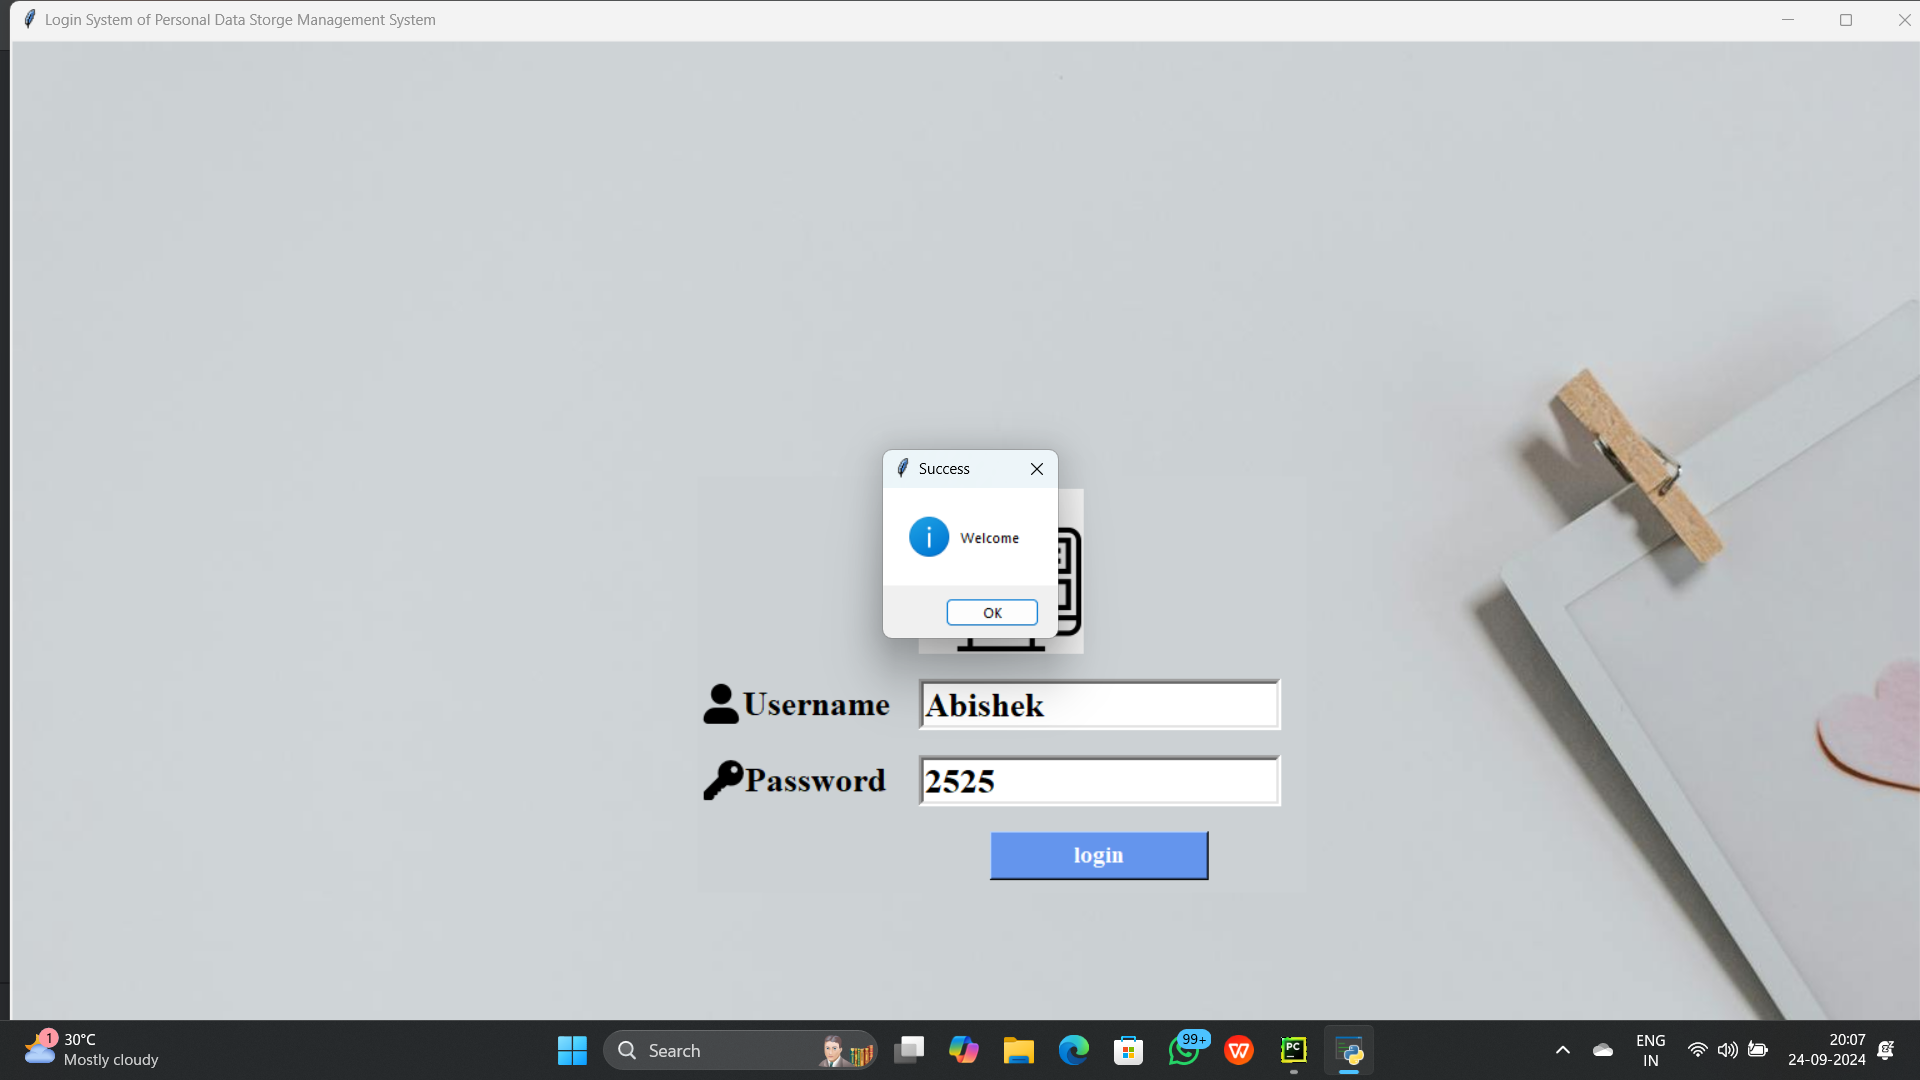 Login System of Personal Data Storge Management System
Success
Welcome
OK
Username
Abishek
Password
2525
login
1
30°C
Mostly cloudy
Search
99+
W
PC
ENG
IN
20:07
24-09-2024